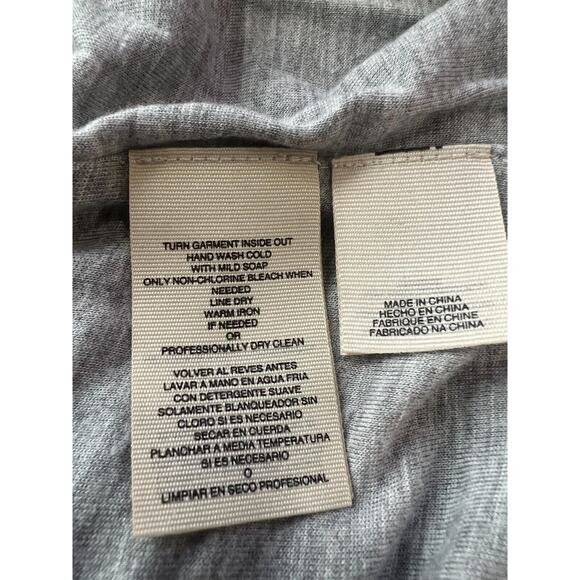 TURN GARMENT INSIDE OUT
HAND WASH COLD
WITH MILD SOAP
ONLY NON-CHLORINE BLEACH WHEN
NEEDED
LINE DRY
WARM IRON
IF NEEDED
OR
PROFESSIONALLY DRY CLEAN
VOLVER AL REVES ANTES
LAVAR A MANO EN AGUA FRIA
CON DETERGENTE SUAVE
SOLAMENTE BLANQUEADOR SIN
CLORO SI ES NECESARIO
SECAR EN CUERDA
PLANCHAR A MEDIA TEMPERATURA
SI ES NECESARIO
O
LIMPIAR EN SECO PROFESIONAL
MADE IN CHINA
HECHO EN CHINA
FABRIQUE EN CHINE
FABRICADO NA CHINA